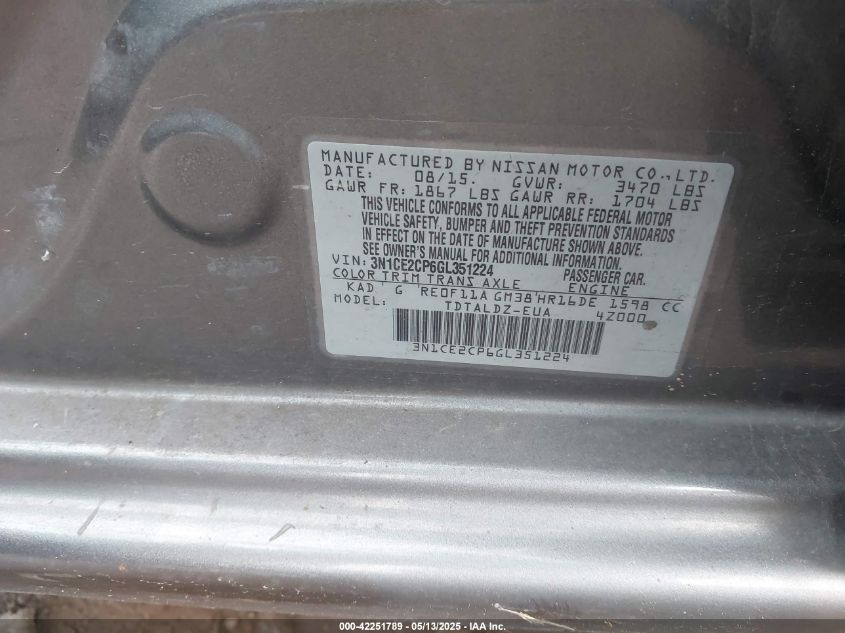 MANUFACTURED BY NISSAN MOTOR CO.,LTD.
DATE: 08/15. GVWR: 3470 LBS
GAWR FR: 1867 LBS GAWR RR: 1704 LBS
THIS VEHICLE CONFORMS TO ALL APPLICABLE FEDERAL MOTOR
VEHICLE SAFETY, BUMPER AND THEFT PREVENTION STANDARDS
IN EFFECT ON THE DATE OF MANUFACTURE SHOWN ABOVE.
SEE OWNER'S MANUAL FOR ADDITIONAL INFORMATION.
VIN: 3N1CE2CP6GL351224 PASSENGER CAR.
COLOR TRIM TRANS AXLE ENGINE
KAD G RE0F11A GM38 HR16DE 1598 CC
MODEL: TDTALDZ-EUA 4Z000
3N1CE2CP6GL351224
000-42251789 - 05/13/2025 - IAA Inc.